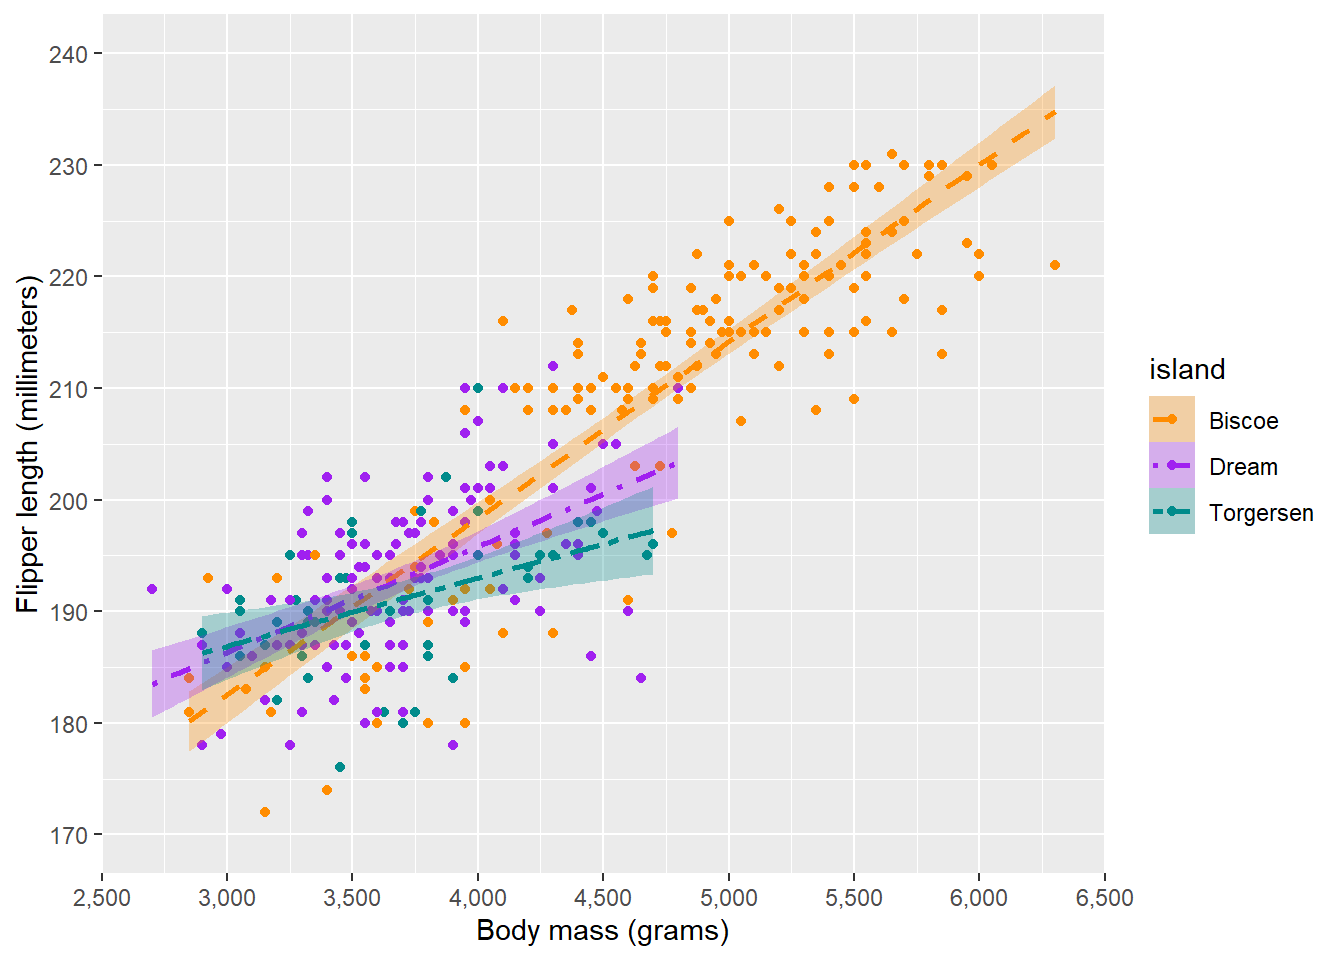 240
230
220
210
200
190
180
170
Flipper length (millimeters)
2,500 3,000 3,500 4,000 4,500 5,000 5,500 6,000 6,500
Body mass (grams)
island
Biscoe
Dream
Torgersen